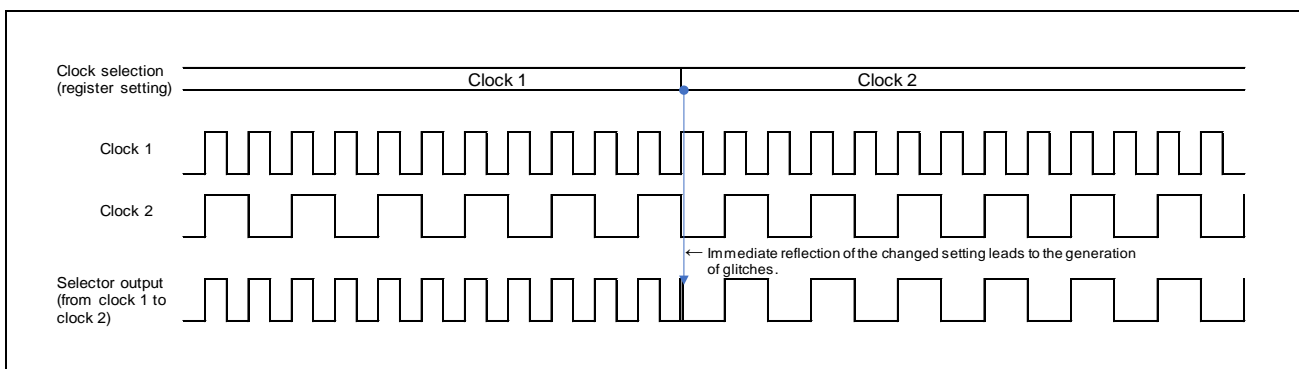 Clock selection
(register setting)
Clock 1
Clock 2
Clock 1
Clock 2
← Immediate reflection of the changed setting leads to the generation
of glitches.
Selector output
(from clock 1 to
clock 2)